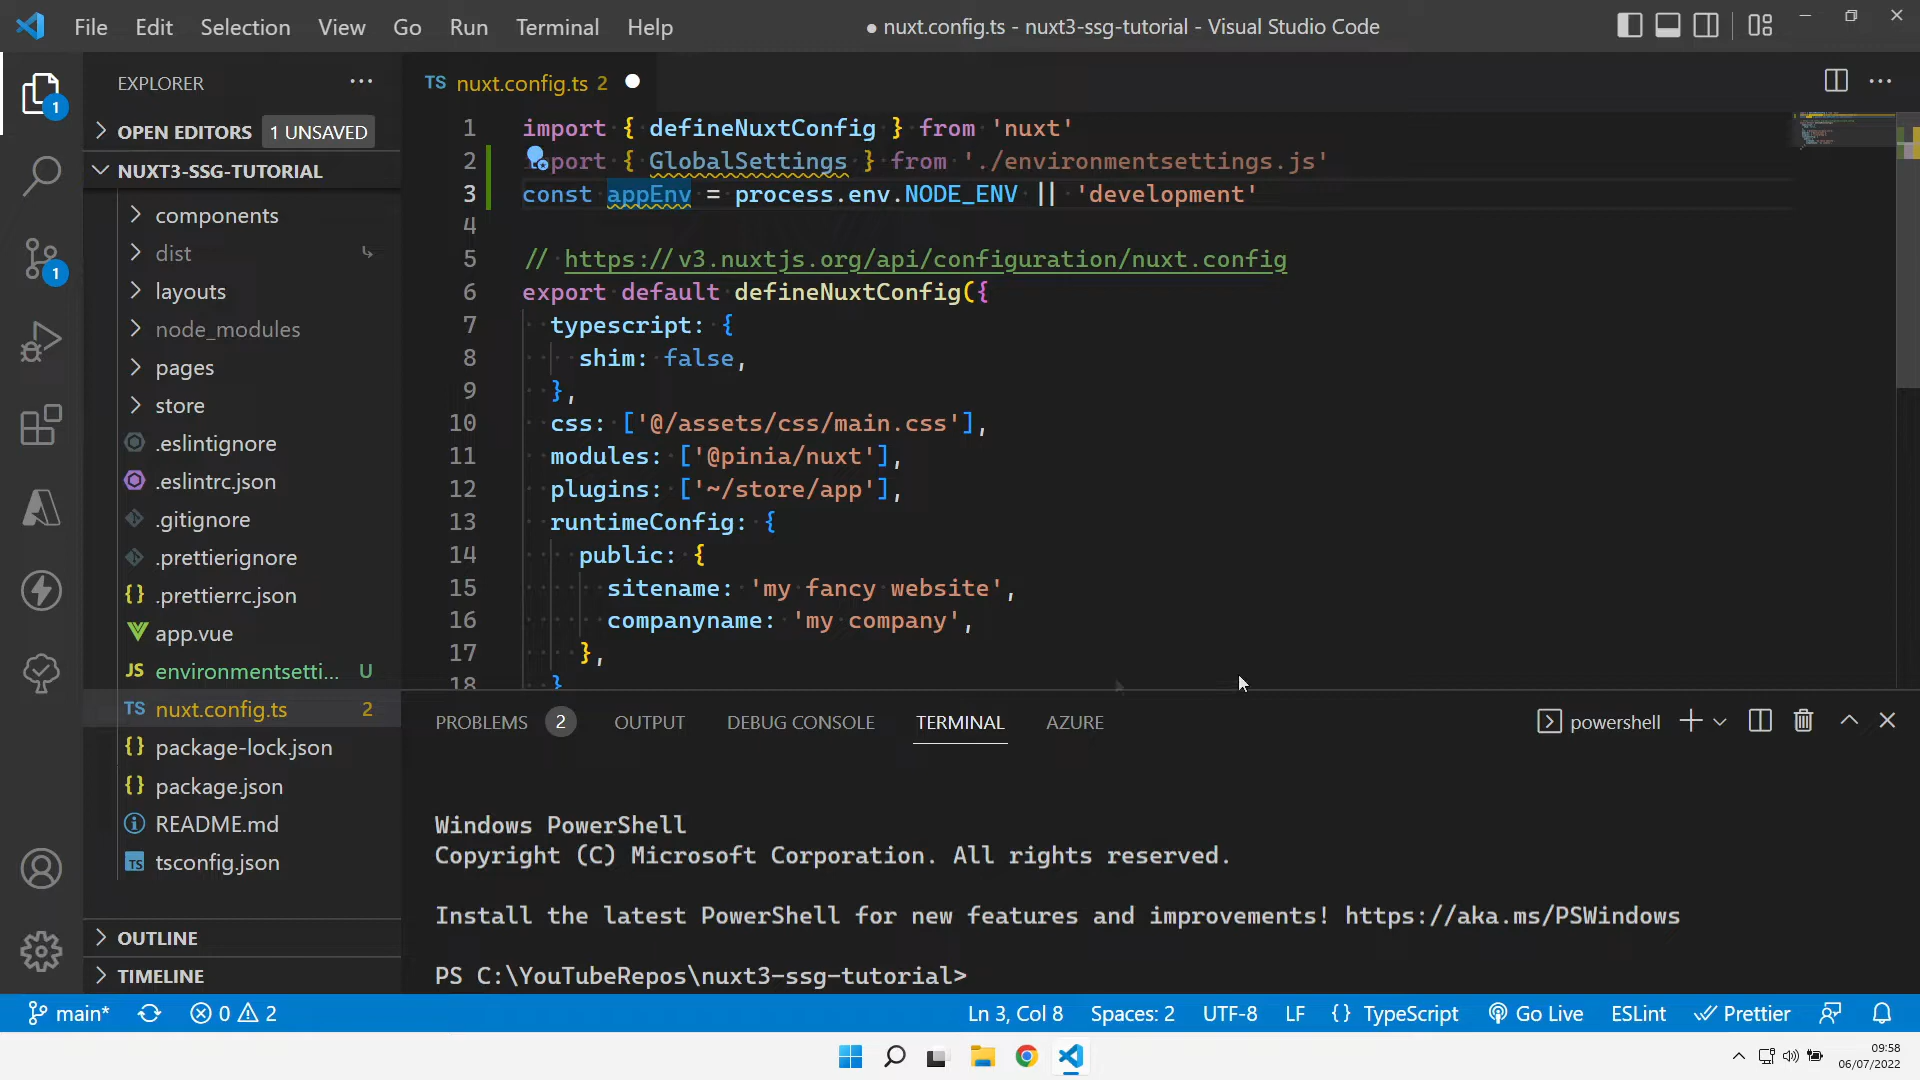 File Edit Selection View Go Run Terminal Help
● nuxt.config.ts - nuxt3-ssg-tutorial - Visual Studio Code
EXPLORER
OPEN EDITORS 1 UNSAVED
NUXT3-SSG-TUTORIAL
components
dist
layouts
node_modules
pages
store
.eslintignore
.eslintrc.json
.gitignore
.prettierignore
{} .prettierrc.json
app.vue
JS environmentsetti... U
TS nuxt.config.ts 2
{} package-lock.json
{} package.json
README.md
TS tsconfig.json
OUTLINE
TIMELINE
1
1
TS nuxt.config.ts 2
1 import { defineNuxtConfig } from 'nuxt'
2 port { GlobalSettings } from './environmentsettings.js'
3 const appEnv = process.env.NODE_ENV || 'development'
4
5 // https://v3.nuxtjs.org/api/configuration/nuxt.config
6 export default defineNuxtConfig({
7 typescript: {
8 shim: false,
9 },
10 css: ['@/assets/css/main.css'],
11 modules: ['@pinia/nuxt'],
12 plugins: ['~/store/app'],
13 runtimeConfig: {
14 public: {
15 sitename: 'my fancy website',
16 companyname: 'my company',
17 },
18 }
PROBLEMS 2 OUTPUT DEBUG CONSOLE TERMINAL AZURE
powershell
Windows PowerShell
Copyright (C) Microsoft Corporation. All rights reserved.
Install the latest PowerShell for new features and improvements! https://aka.ms/PSWindows
PS C:\YouTubeRepos\nuxt3-ssg-tutorial>
main* 0 2 Ln 3, Col 8 Spaces: 2 UTF-8 LF {} TypeScript Go Live ESLint Prettier
09:58
06/07/2022